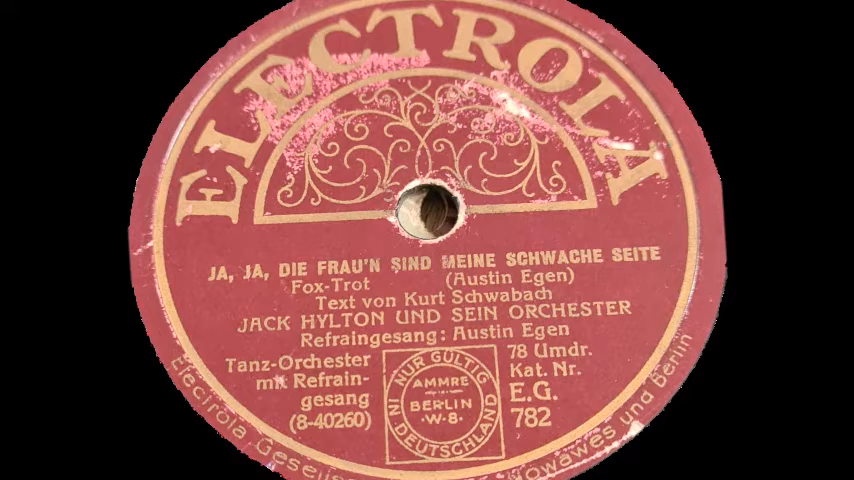 ELECTROLA
JA, JA, DIE FRAU'N SIND MEINE SCHWACHE SEITE
Fox-Trot (Austin Egen)
Text von Kurt Schwabach
JACK HYLTON UND SEIN ORCHESTER
Refraingesang: Austin Egen
Tanz-Orchester
mit Refrain-
gesang
(8-40260)
NUR GÜLTIG
AMMRE
BERLIN
·W·8·
IN DEUTSCHLAND
78 Umdr.
Kat. Nr.
E.G.
782
Electrola Nowawes und Berlin